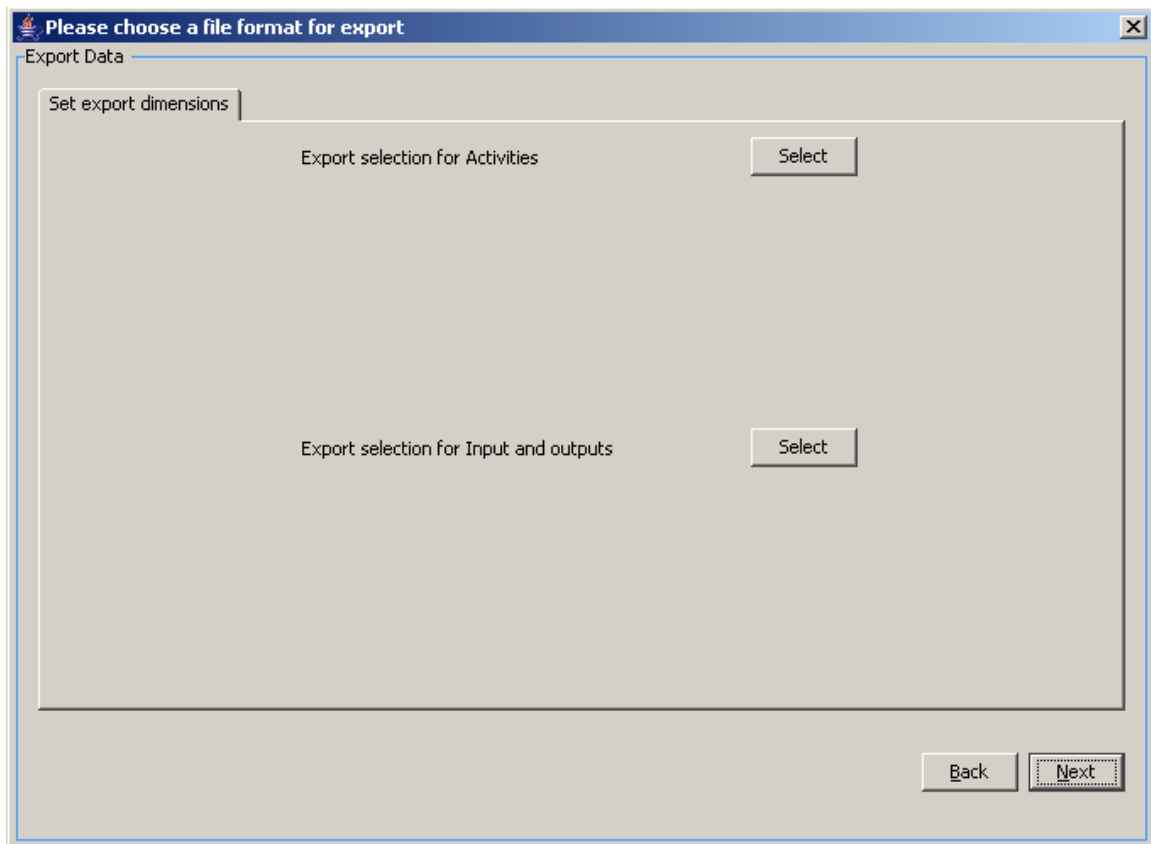 Please choose a file format for export
Export Data
Set export dimensions
Export selection for Activities Select
Export selection for Input and outputs Select
Back Next